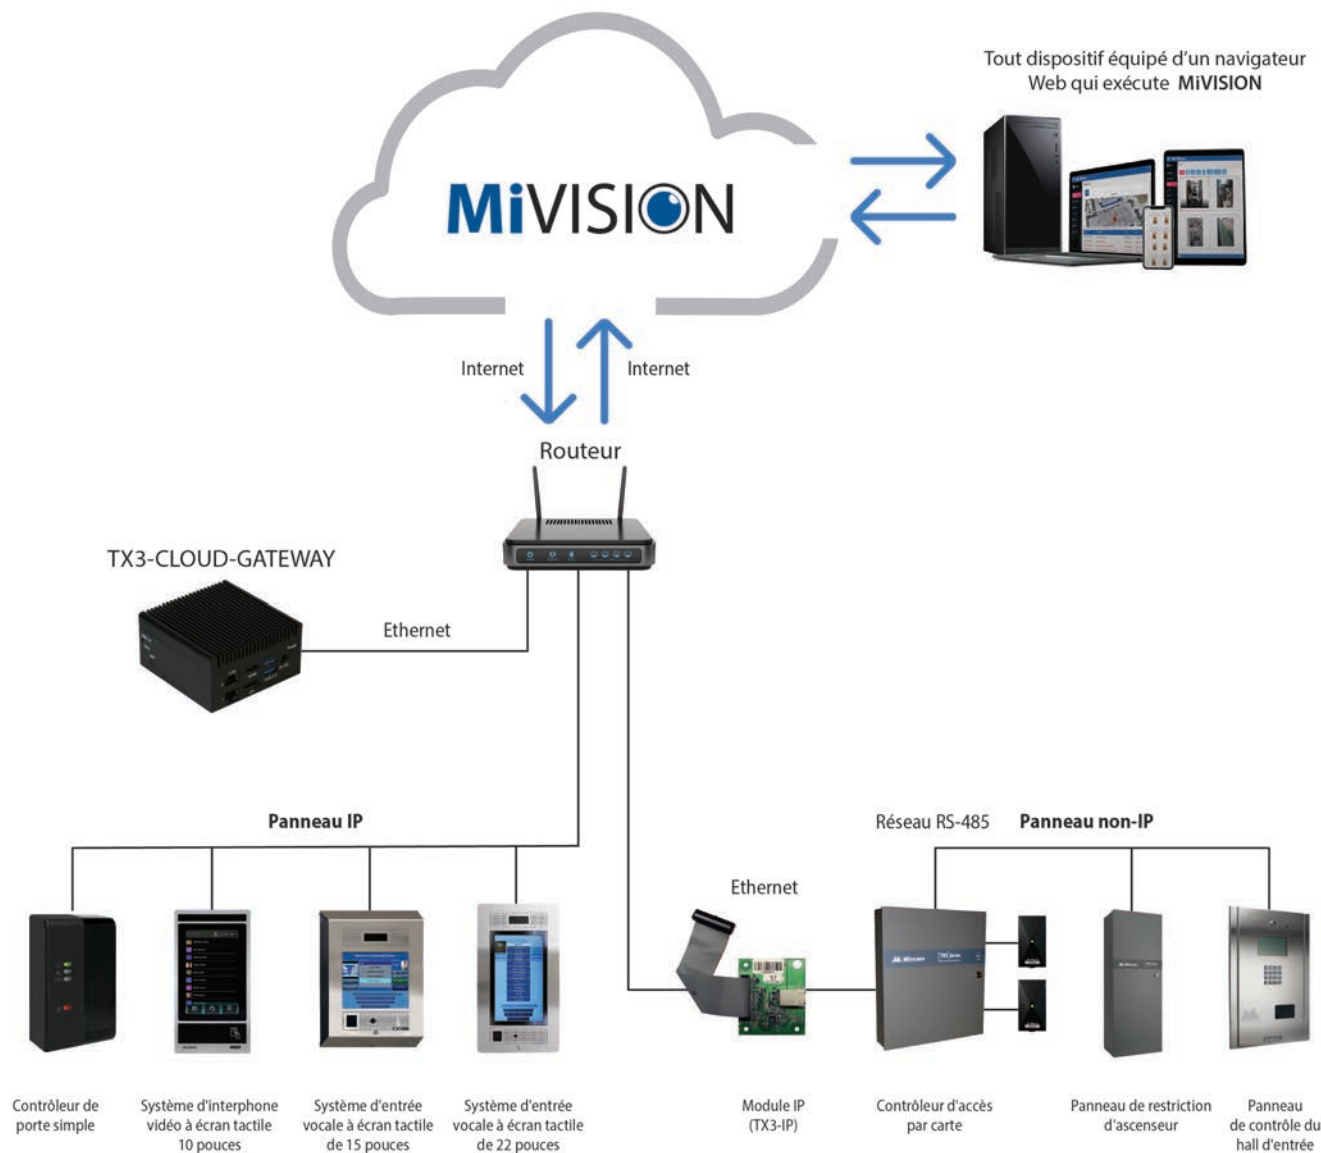 Tout dispositif équipé d'un navigateur
Web qui exécute MiVISION
MiVISION
Internet
Internet
Routeur
TX3-CLOUD-GATEWAY
Ethernet
Panneau IP
Réseau RS-485
Panneau non-IP
Ethernet
Contrôleur de
porte simple
Système d'interphone
vidéo à écran tactile
10 pouces
Système d'entrée
vocale à écran tactile
de 15 pouces
Système d'entrée
vocale à écran tactile
de 22 pouces
Module IP
(TX3-IP)
Contrôleur d'accès
par carte
Panneau de restriction
d'ascenseur
Panneau
de contrôle du
hall d'entrée